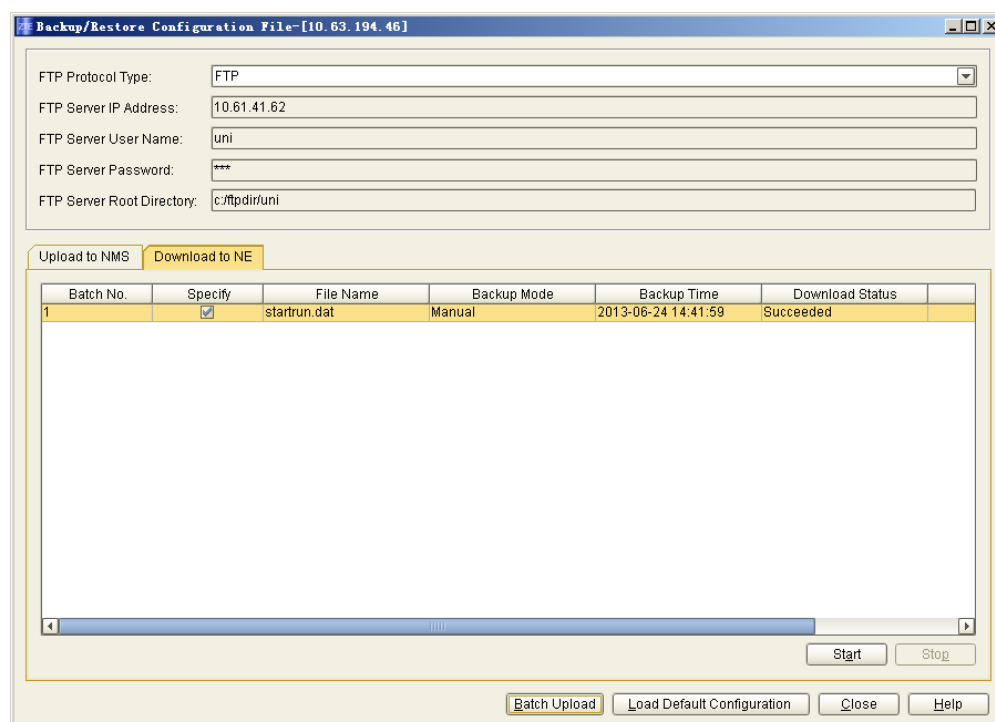 Backup/Restore Configuration File-[10.63.194.46]
FTP Protocol Type: FTP
FTP Server IP Address: 10.61.41.62
FTP Server User Name: uni
FTP Server Password: ***
FTP Server Root Directory: c:/ftpdir/uni
Upload to NMS Download to NE
Batch No. Specify File Name Backup Mode Backup Time Download Status
1 startrun.dat Manual 2013-06-24 14:41:59 Succeeded
Start Stop
Batch Upload Load Default Configuration Close Help